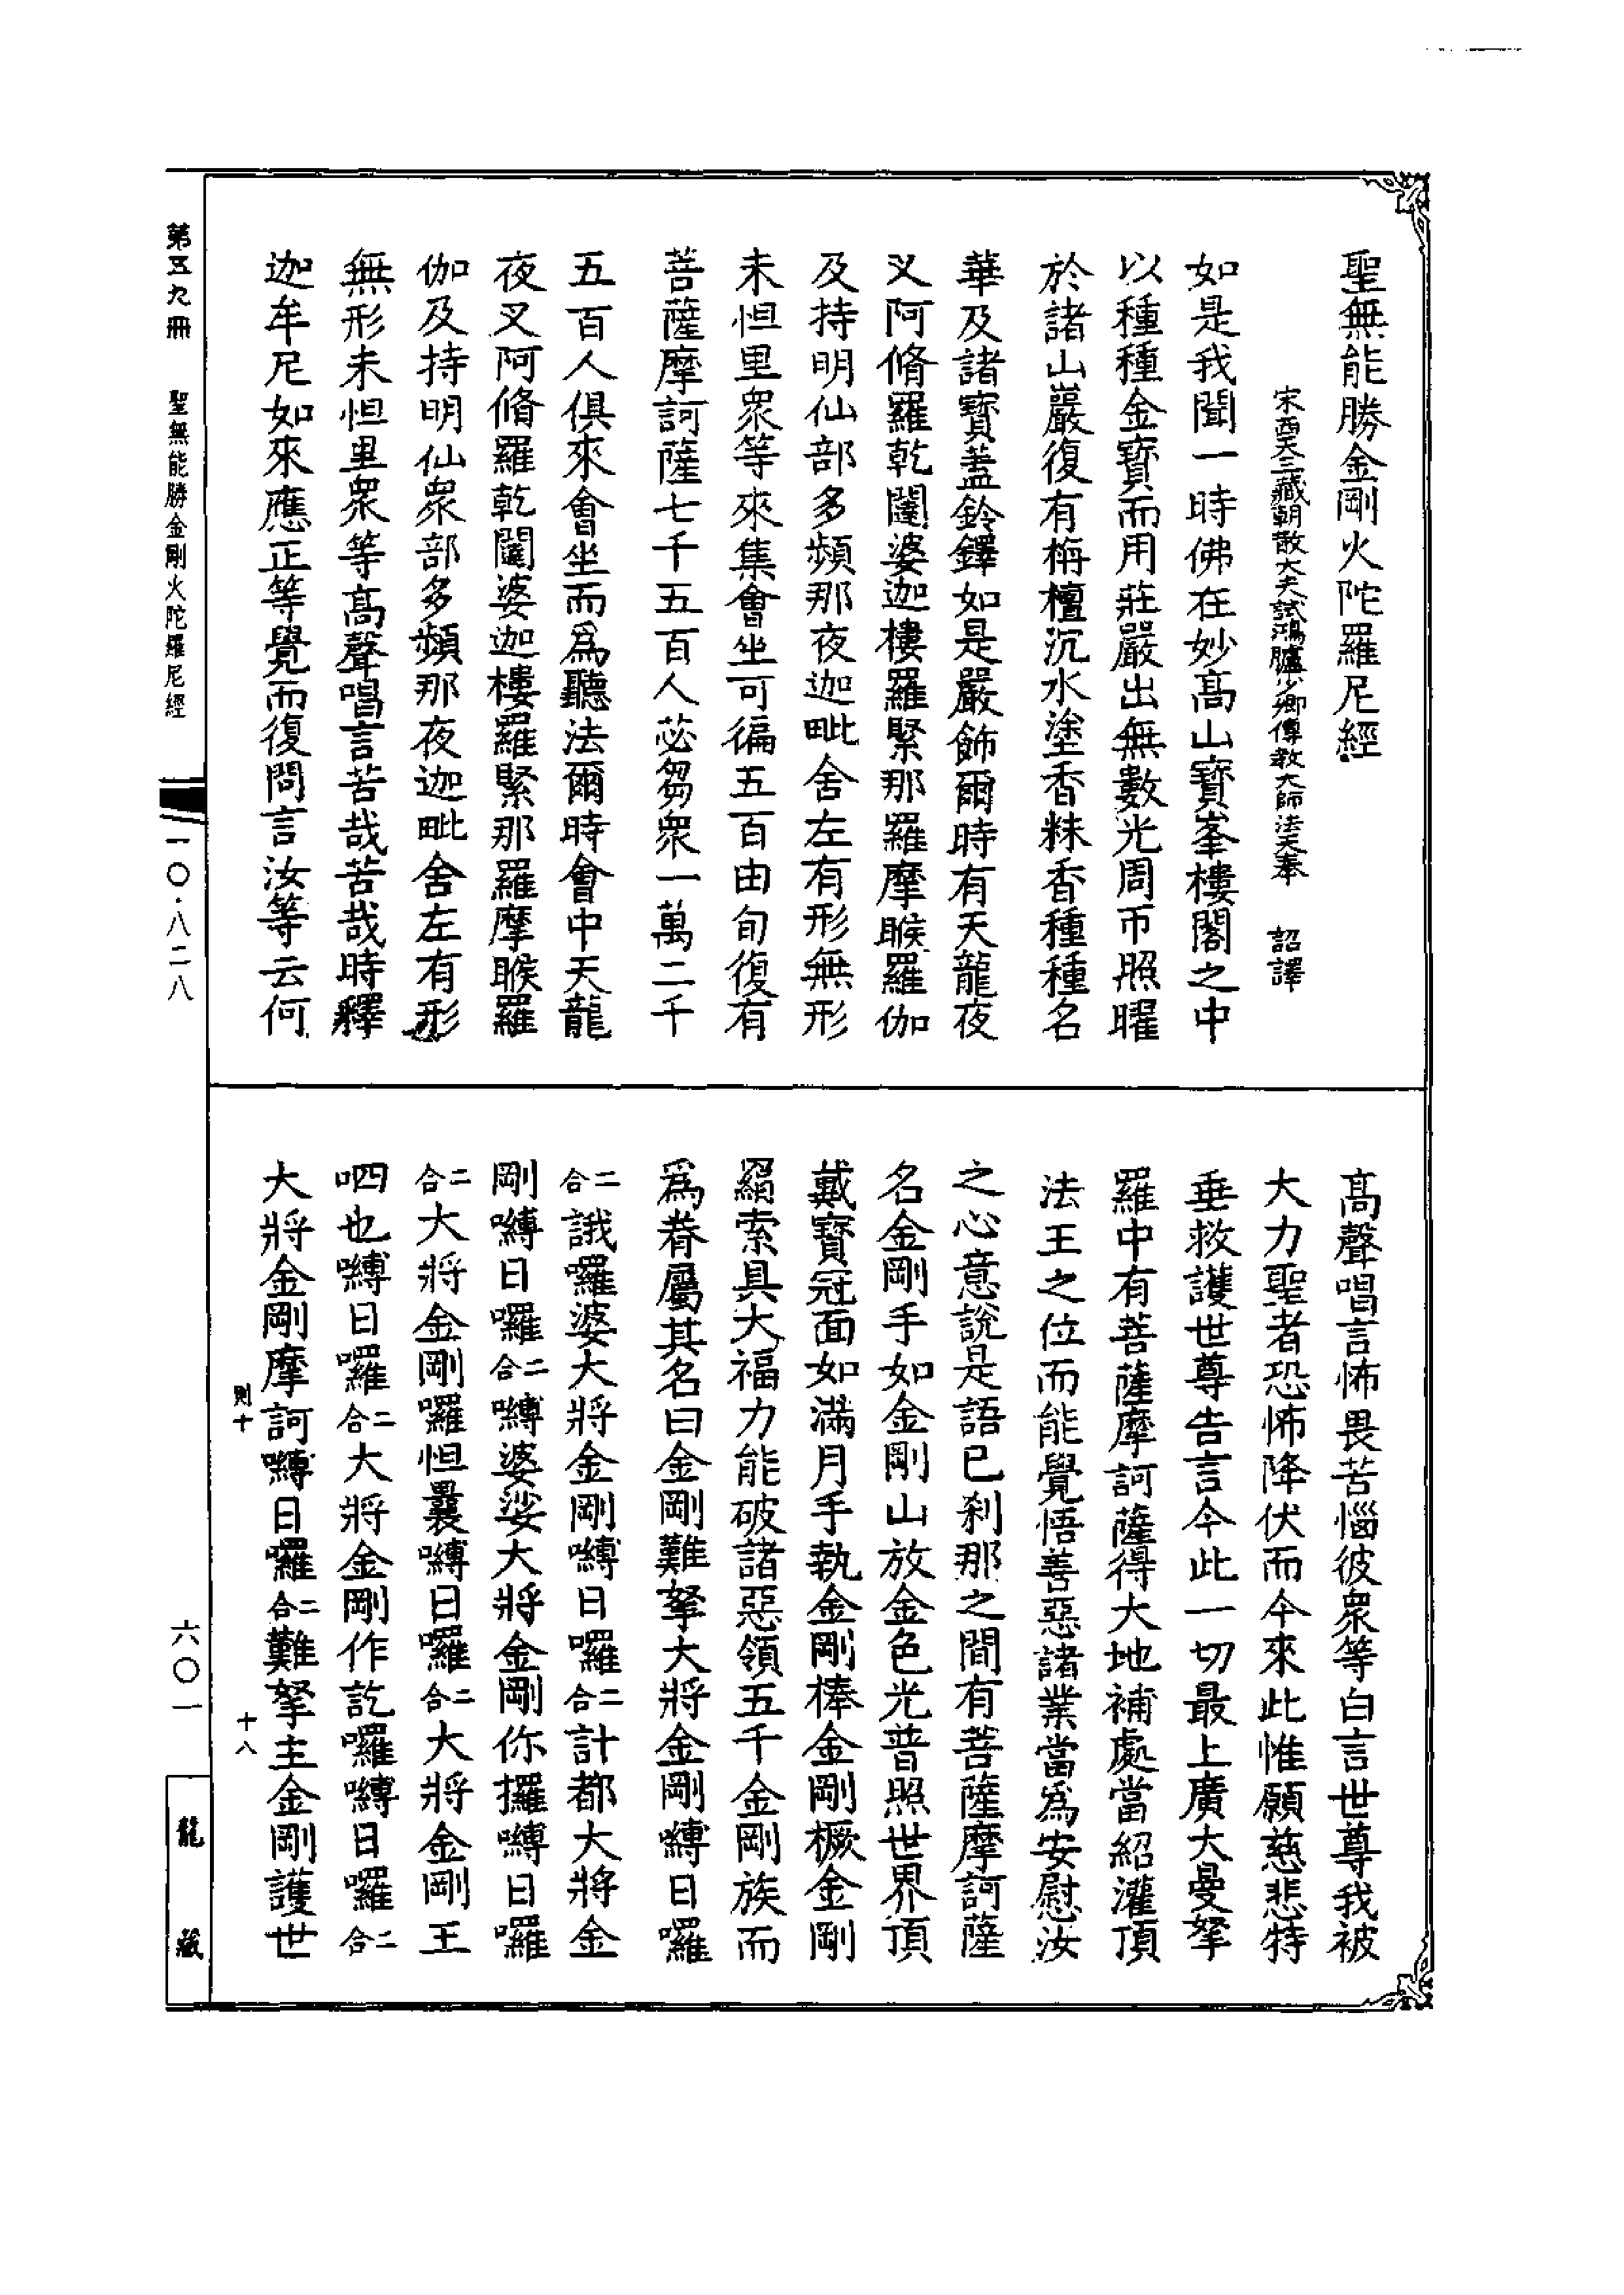 聖無能勝金剛火陀羅尼經
宋西天三藏朝散大夫試鴻臚少卿傳教大師法天奉 詔譯
如是我聞一時佛在妙高山寶峯樓閣之中
以種種金寶而用莊嚴出無數光周帀照曜
於諸山巖復有栴檀沉水塗香粖香種種名
華及諸寶蓋鈴鐸如是嚴飾爾時有天龍夜
叉阿脩羅乾闥婆迦樓羅緊那羅摩睺羅伽
及持明仙部多頻那夜迦毗舍左有形無形
未怛里眾等來集會坐可徧五百由旬復有
菩薩摩訶薩七千五百人苾芻眾一萬二千
五百人俱來會坐而爲聽法爾時會中天龍
夜叉阿脩羅乾闥婆迦樓羅緊那羅摩睺羅
伽及持明仙眾部多頻那夜迦毗舍左有形
無形未怛里眾等高聲唱言苦哉苦哉時釋
迦牟尼如來應正等覺而復問言汝等云何
高聲唱言怖畏苦惱彼眾等白言世尊我被
大力聖者恐怖降伏而今來此惟願慈悲特
垂救護世尊告言今此一切最上廣大曼拏
羅中有菩薩摩訶薩得大地補處當紹灌頂
法王之位而能覺悟善惡諸業當爲安慰汝
之心意說是語已刹那之間有菩薩摩訶薩
名金剛手如金剛山放金色光普照世界頂
戴寶冠面如滿月手執金剛棒金剛橛金剛
羂索具大福力能破諸惡領五千金剛族而
爲眷屬其名曰金剛難拏大將金剛嚩日囉
二合誐囉婆大將金剛嚩日囉二合計都大將金
剛嚩日囉二合嚩婆娑大將金剛你攞嚩日囉
二合大將金剛囉怛曩嚩日囉二合大將金剛王
呬也嚩日囉二合大將金剛作訖囉嚩日囉二合
大將金剛摩訶嚩日囉二合難拏主金剛護世
第五九冊 聖無能勝金剛火陀羅尼經
一〇·八二八
則十
十八
六〇一
龍藏